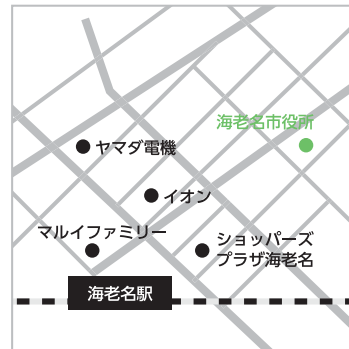 海老名市役所
ヤマダ電機
イオン
マルイファミリー
ショッパーズ
プラザ海老名
海老名駅